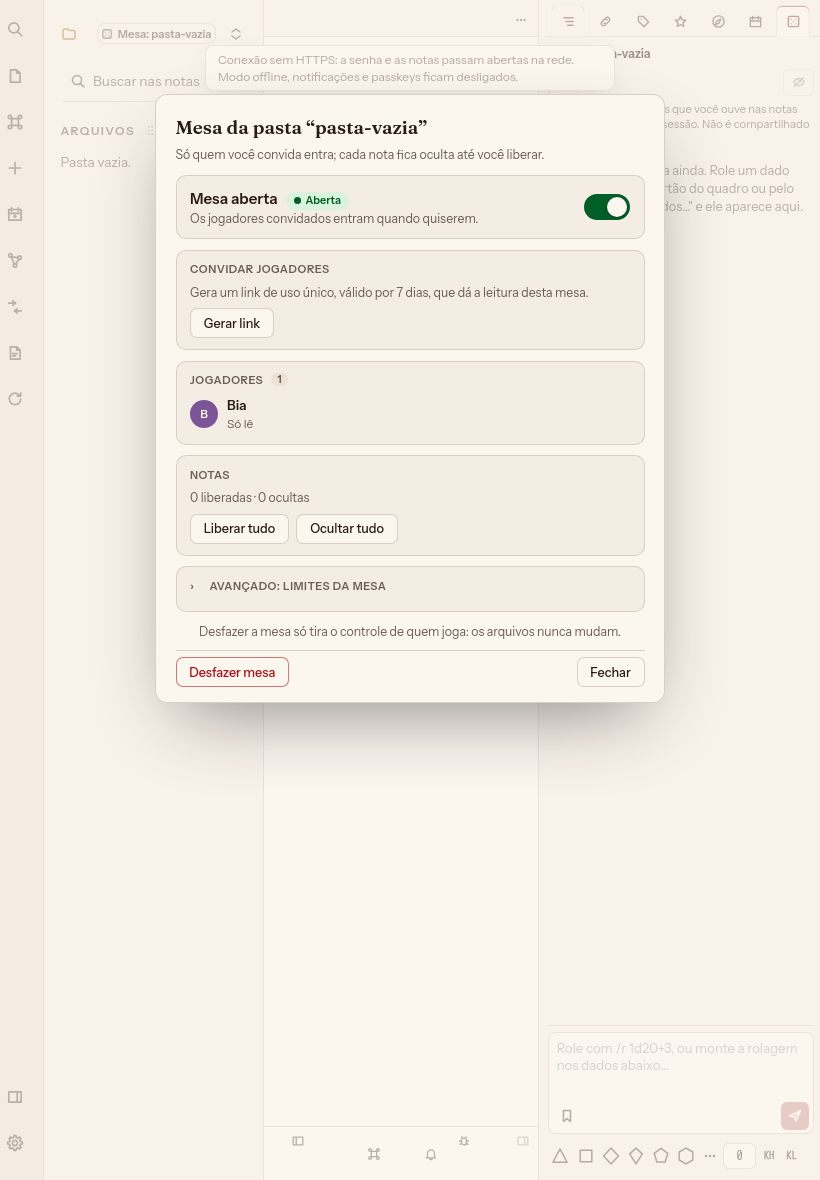 Mesa: pasta-vazia
Conexão sem HTTPS: a senha e as notas passam abertas na rede.
Modo offline, notificações e passkeys ficam desligados.
Buscar nas notas
ARQUIVOS
Pasta vazia.
Mesa da pasta “pasta-vazia”
Só quem você convida entra; cada nota fica oculta até você liberar.
Mesa aberta
Aberta
Os jogadores convidados entram quando quiserem.
CONVIDAR JOGADORES
Gera um link de uso único, válido por 7 dias, que dá a leitura desta mesa.
Gerar link
JOGADORES 1
B
Bia
Só lê
NOTAS
0 liberadas · 0 ocultas
Liberar tudo
Ocultar tudo
› AVANÇADO: LIMITES DA MESA
Desfazer a mesa só tira o controle de quem joga: os arquivos nunca mudam.
Desfazer mesa
Fechar
-vazia
s que você ouve nas notas
sessão. Não é compartilhado
a ainda. Role um dado
rtão do quadro ou pelo
dos…” e ele aparece aqui.
Role com /r 1d20+3, ou monte a rolagem
nos dados abaixo…
0
KH
KL